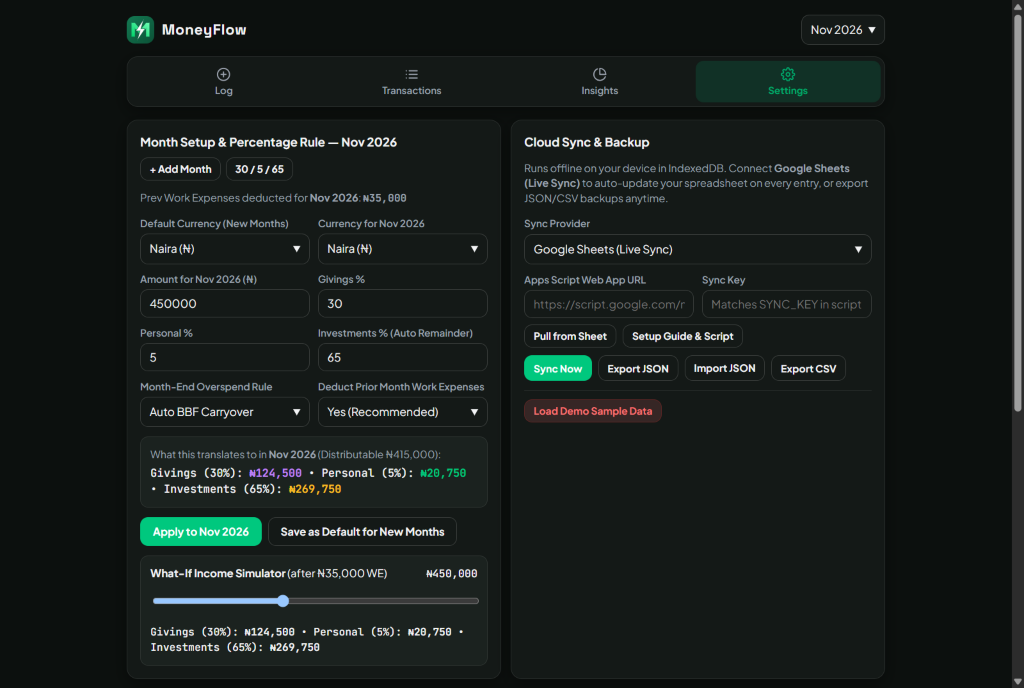 MoneyFlow
Nov 2026 ▼
Log
Transactions
Insights
Settings
Month Setup & Percentage Rule — Nov 2026
+ Add Month
30 / 5 / 65
Prev Work Expenses deducted for Nov 2026: ₦35,000
Default Currency (New Months)
Currency for Nov 2026
Naira (₦) ▼
Naira (₦) ▼
Amount for Nov 2026 (₦)
Givings %
450000
30
Personal %
Investments % (Auto Remainder)
5
65
Month-End Overspend Rule
Deduct Prior Month Work Expenses
Auto BBF Carryover ▼
Yes (Recommended) ▼
What this translates to in Nov 2026 (Distributable ₦415,000):
Givings (30%): ₦124,500 • Personal (5%): ₦20,750
• Investments (65%): ₦269,750
Apply to Nov 2026
Save as Default for New Months
What-If Income Simulator (after ₦35,000 WE)
₦450,000
Givings (30%): ₦124,500 • Personal (5%): ₦20,750 •
Investments (65%): ₦269,750
Cloud Sync & Backup
Runs offline on your device in IndexedDB. Connect Google Sheets
(Live Sync) to auto-update your spreadsheet on every entry, or export
JSON/CSV backups anytime.
Sync Provider
Google Sheets (Live Sync) ▼
Apps Script Web App URL
Sync Key
https://script.google.com/r
Matches SYNC_KEY in script
Pull from Sheet
Setup Guide & Script
Sync Now
Export JSON
Import JSON
Export CSV
Load Demo Sample Data